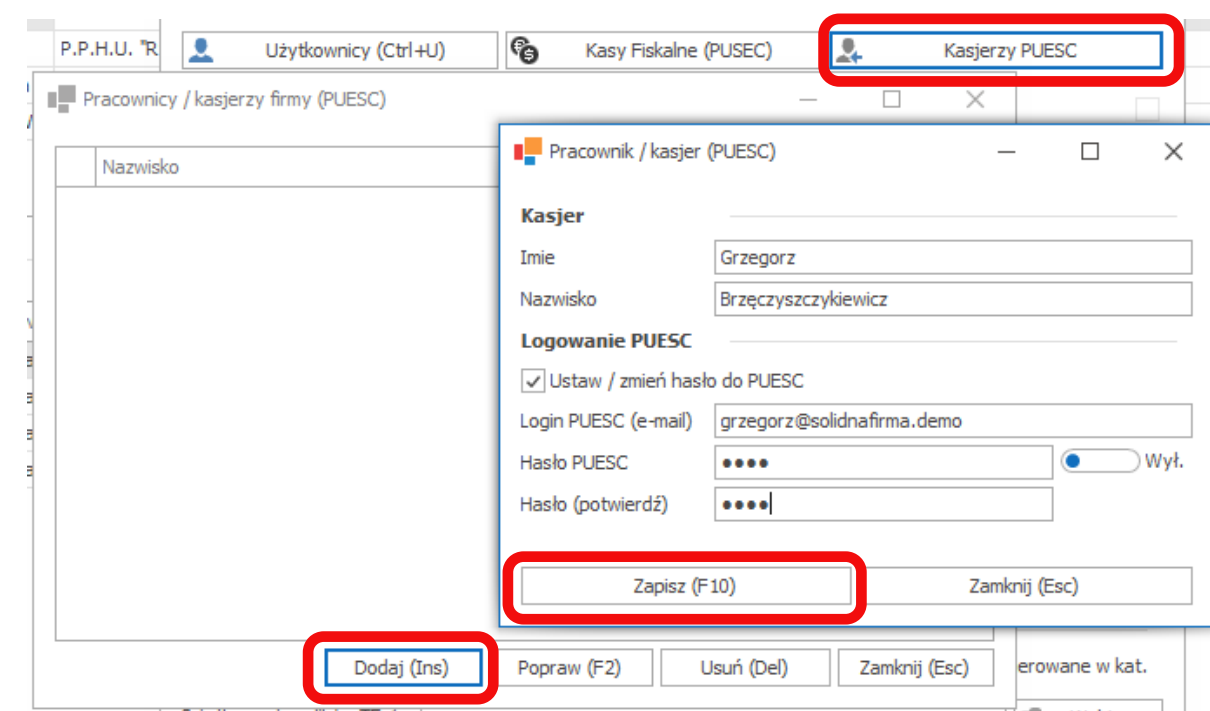 P.P.H.U. "R
Użytkownicy (Ctrl+U)
Kasy Fiskalne (PUSEC)
Kasjerzy PUESC
Pracownicy / kasjerzy firmy (PUESC)
Nazwisko
Pracownik / kasjer (PUESC)
Kasjer
Imie Grzegorz
Nazwisko Brzęczyszczykiewicz
Logowanie PUESC
Ustaw / zmień hasło do PUESC
Login PUESC (e-mail) grzegorz@solidnafirma.demo
Hasło PUESC ●●●● Wył.
Hasło (potwierdź) ●●●●
Zapisz (F10) Zamknij (Esc)
Dodaj (Ins) Popraw (F2) Usuń (Del) Zamknij (Esc)
erowane w kat.